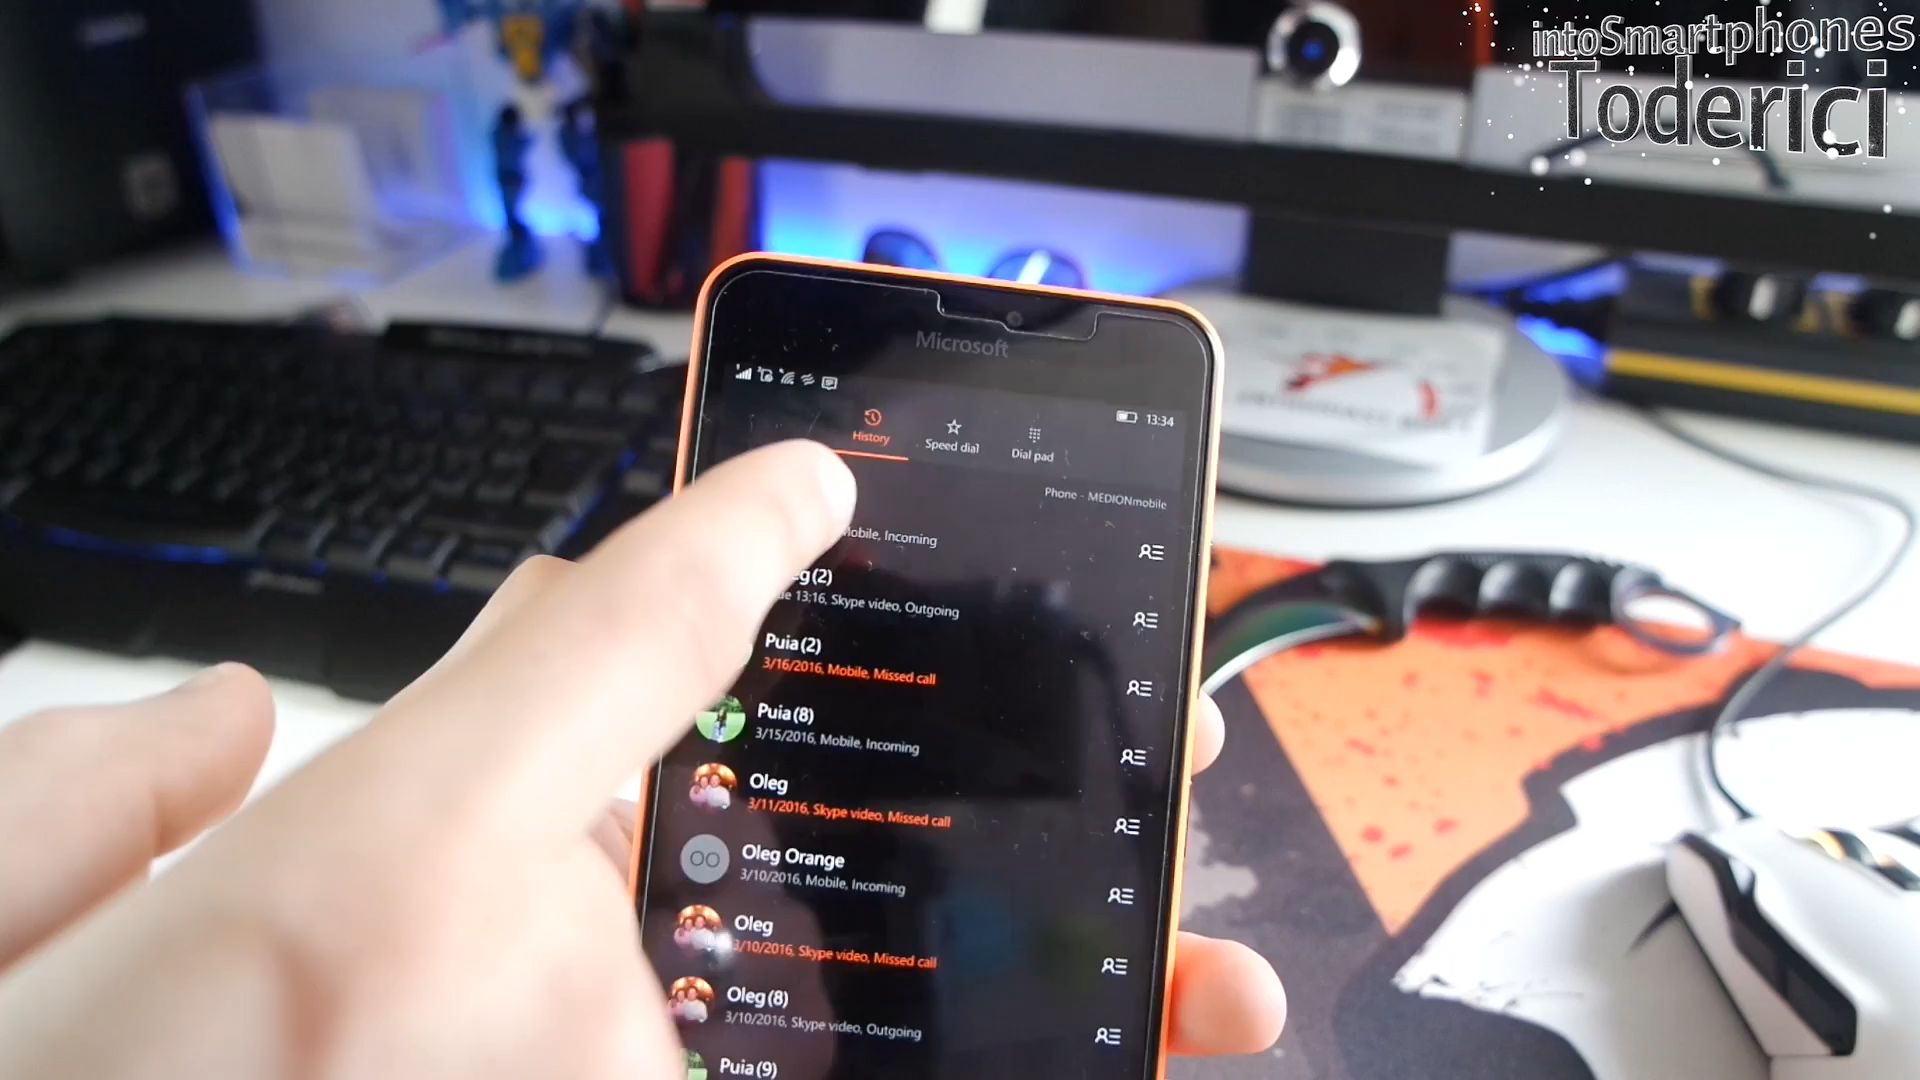 intoSmartphones
Toderici
Microsoft
13:34
History
Speed dial
Dial pad
Phone - MEDIONmobile
Mobile, Incoming
(2)
13:16, Skype video, Outgoing
Puia (2)
3/16/2016, Mobile, Missed call
Puia (8)
3/15/2016, Mobile, Incoming
Oleg
3/11/2016, Skype video, Missed call
OO
Oleg Orange
3/10/2016, Mobile, Incoming
Oleg
3/10/2016, Skype video, Missed call
Oleg (8)
3/10/2016, Skype video, Outgoing
Puia (9)